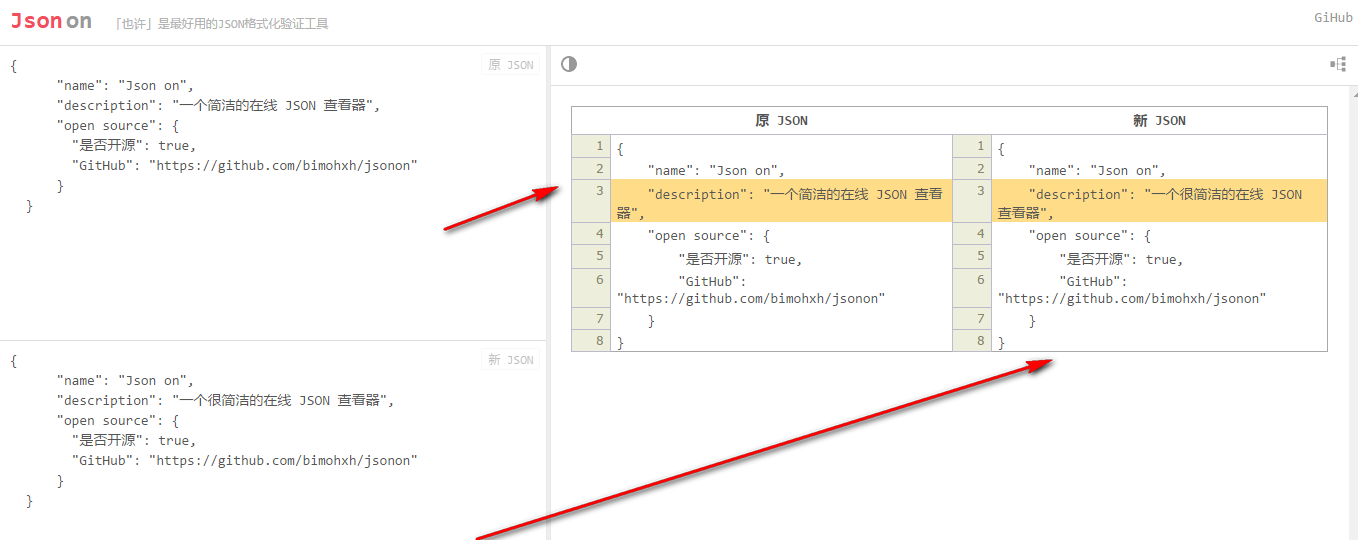 Json on 「也许」是最好用的JSON格式化验证工具 GiHub
原 JSON
{
"name": "Json on",
"description": "一个简洁的在线 JSON 查看器",
"open source": {
"是否开源": true,
"GitHub": "https://github.com/bimohxh/jsonon"
}
}
新 JSON
{
"name": "Json on",
"description": "一个很简洁的在线 JSON 查看器",
"open source": {
"是否开源": true,
"GitHub": "https://github.com/bimohxh/jsonon"
}
}
原 JSON
1 {
2 "name": "Json on",
3 "description": "一个简洁的在线 JSON 查看
器",
4 "open source": {
5 "是否开源": true,
6 "GitHub":
"https://github.com/bimohxh/jsonon"
7 }
8 }
新 JSON
1 {
2 "name": "Json on",
3 "description": "一个很简洁的在线 JSON
查看器",
4 "open source": {
5 "是否开源": true,
6 "GitHub":
"https://github.com/bimohxh/jsonon"
7 }
8 }